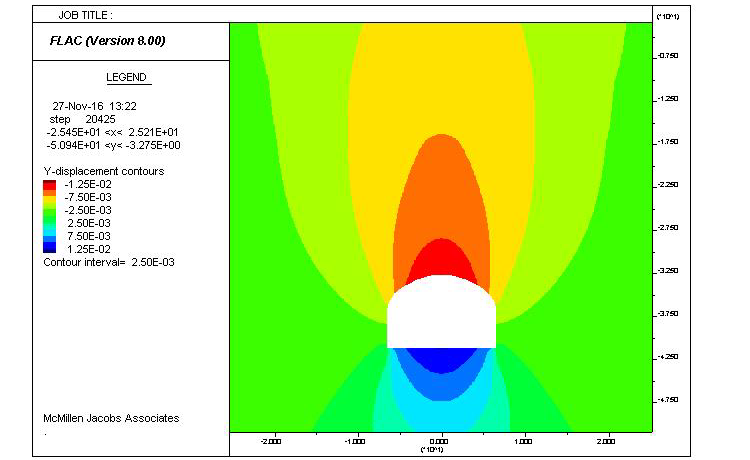 JOB TITLE :
FLAC (Version 8.00)
LEGEND
27-Nov-16 13:22
step 20425
-2.545E+01 <x< 2.521E+01
-5.094E+01 <y< -3.275E+00
Y-displacement contours
-1.25E-02
-7.50E-03
-2.50E-03
2.50E-03
7.50E-03
1.25E-02
Contour interval= 2.50E-03
McMillen Jacobs Associates
(*10^1)
-0.750
-1.250
-1.750
-2.250
-2.750
-3.250
-3.750
-4.250
-4.750
-2.000 -1.000 0.000 1.000 2.000
(*10^1)